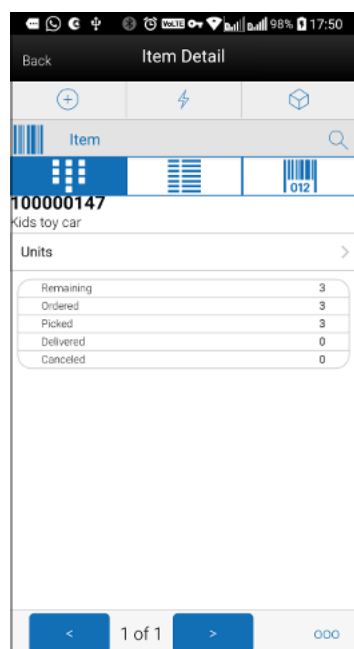 VoLTE 98% 17:50
Back Item Detail
Item
012
100000147
Kids toy car
Units
Remaining 3
Ordered 3
Picked 3
Delivered 0
Canceled 0
< 1 of 1 >